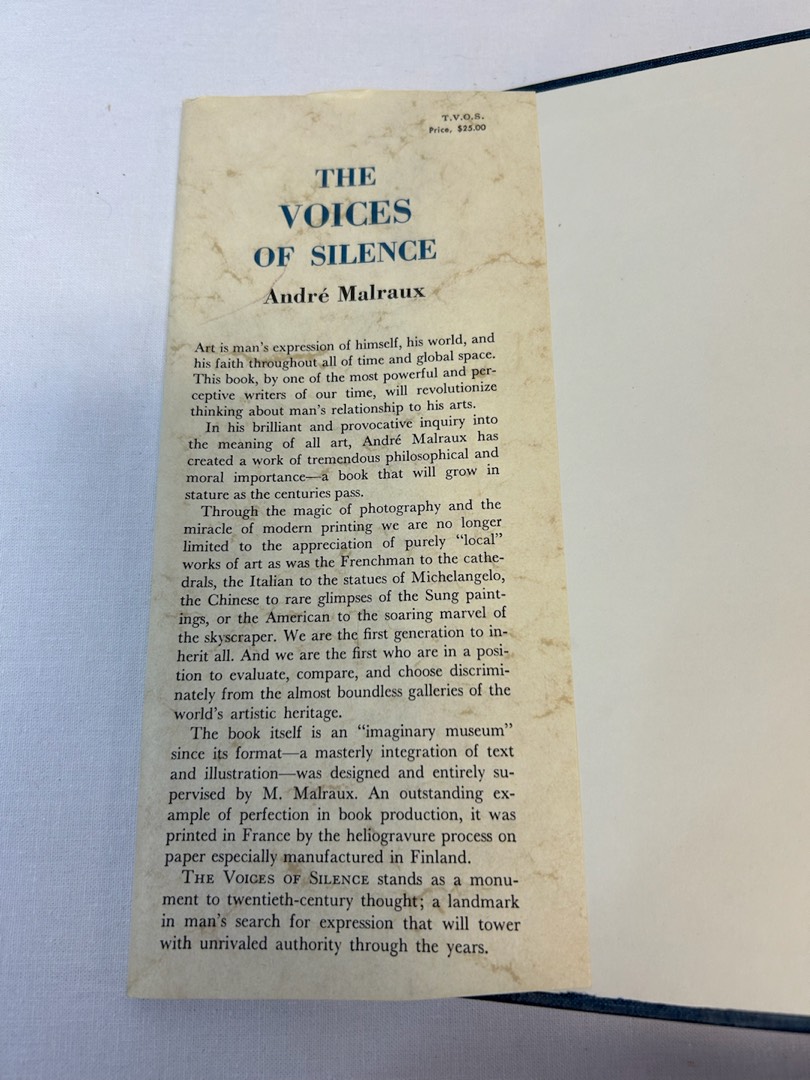 T.V.O.S.
Price, $25.00
THE
VOICES
OF SILENCE
André Malraux
Art is man's expression of himself, his world, and
his faith throughout all of time and global space.
This book, by one of the most powerful and per-
ceptive writers of our time, will revolutionize
thinking about man's relationship to his arts.
In his brilliant and provocative inquiry into
the meaning of all art, André Malraux has
created a work of tremendous philosophical and
moral importance—a book that will grow in
stature as the centuries pass.
Through the magic of photography and the
miracle of modern printing we are no longer
limited to the appreciation of purely "local"
works of art as was the Frenchman to the cathe-
drals, the Italian to the statues of Michelangelo,
the Chinese to rare glimpses of the Sung paint-
ings, or the American to the soaring marvel of
the skyscraper. We are the first generation to in-
herit all. And we are the first who are in a posi-
tion to evaluate, compare, and choose discrimi-
nately from the almost boundless galleries of the
world's artistic heritage.
The book itself is an "imaginary museum"
since its format—a masterly integration of text
and illustration—was designed and entirely su-
pervised by M. Malraux. An outstanding ex-
ample of perfection in book production, it was
printed in France by the heliogravure process on
paper especially manufactured in Finland.
THE VOICES OF SILENCE stands as a monu-
ment to twentieth-century thought; a landmark
in man's search for expression that will tower
with unrivaled authority through the years.